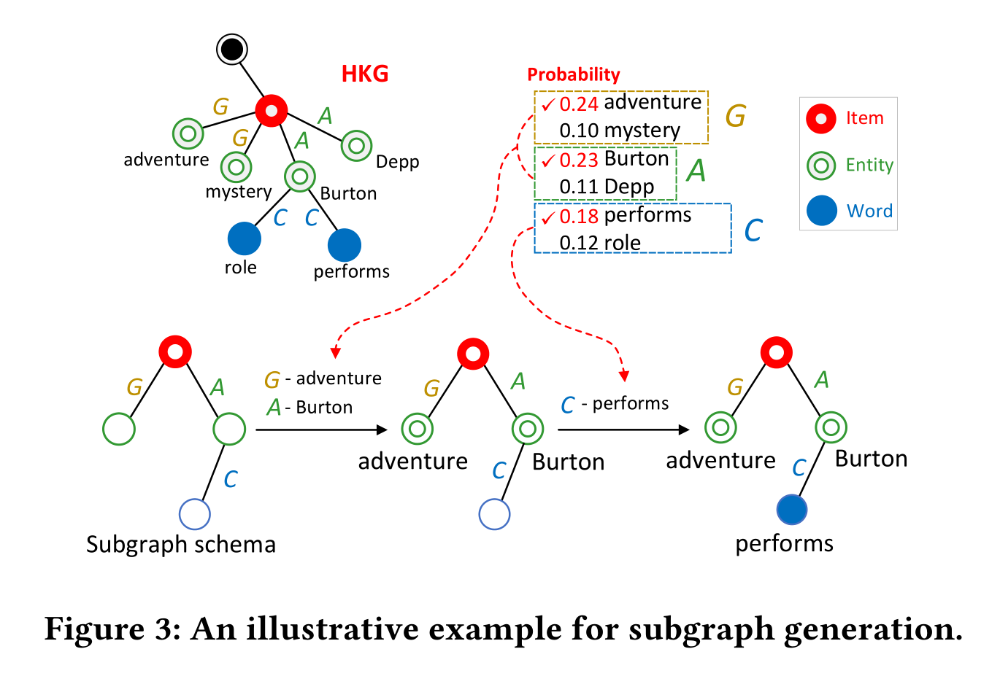 HKG
G
A
G
A
adventure
Depp
mystery
Burton
C
C
role
performs
Probability
✓ 0.24 adventure
0.10 mystery
G
✓ 0.23 Burton
0.11 Depp
A
✓ 0.18 performs
0.12 role
C
Item
Entity
Word
G
A
C
Subgraph schema
G - adventure
A - Burton
G
A
adventure
Burton
C
C - performs
G
A
adventure
Burton
C
performs
Figure 3: An illustrative example for subgraph generation.